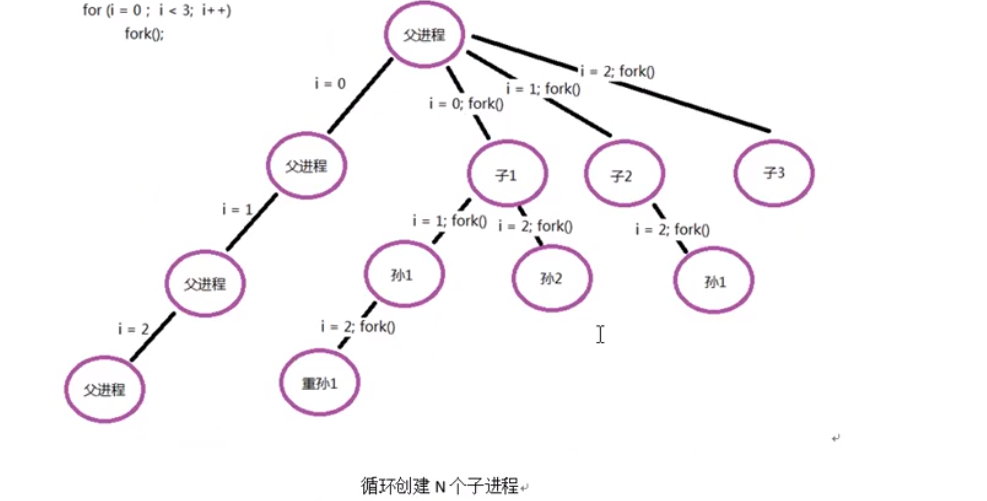 for (i = 0 ; i < 3; i++)
fork();
父进程
i = 2; fork()
i = 0
i = 1; fork()
i = 0; fork()
父进程
子1
子2
子3
i = 1
i = 1; fork()
i = 2; fork()
i = 2; fork()
父进程
孙1
孙2
孙1
i = 2
i = 2; fork()
父进程
重孙1
循环创建 N 个子进程